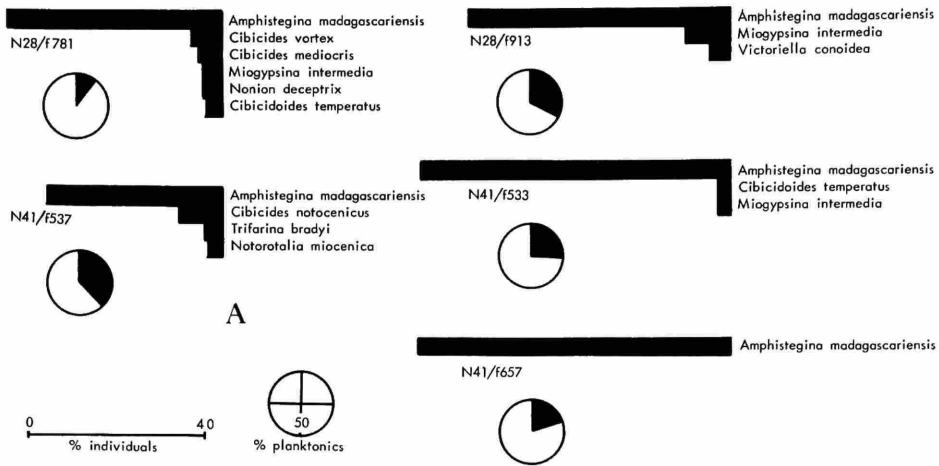 Amphistegina madagascariensis
Cibicides vortex
N28/f781
Cibicides mediocris
Miogypsina intermedia
Nonion deceptrix
Cibicidoides temperatus
Amphistegina madagascariensis
Miogypsina intermedia
N28/f913
Victoriella conoidea
Amphistegina madagascariensis
Cibicides notocenicus
N41/f537
Trifarina bradyi
Notorotalia miocenica
Amphistegina madagascariensis
Cibicidoides temperatus
N41/f533
Miogypsina intermedia
A
Amphistegina madagascariensis
N41/f657
0 40
% individuals
50
% planktonics